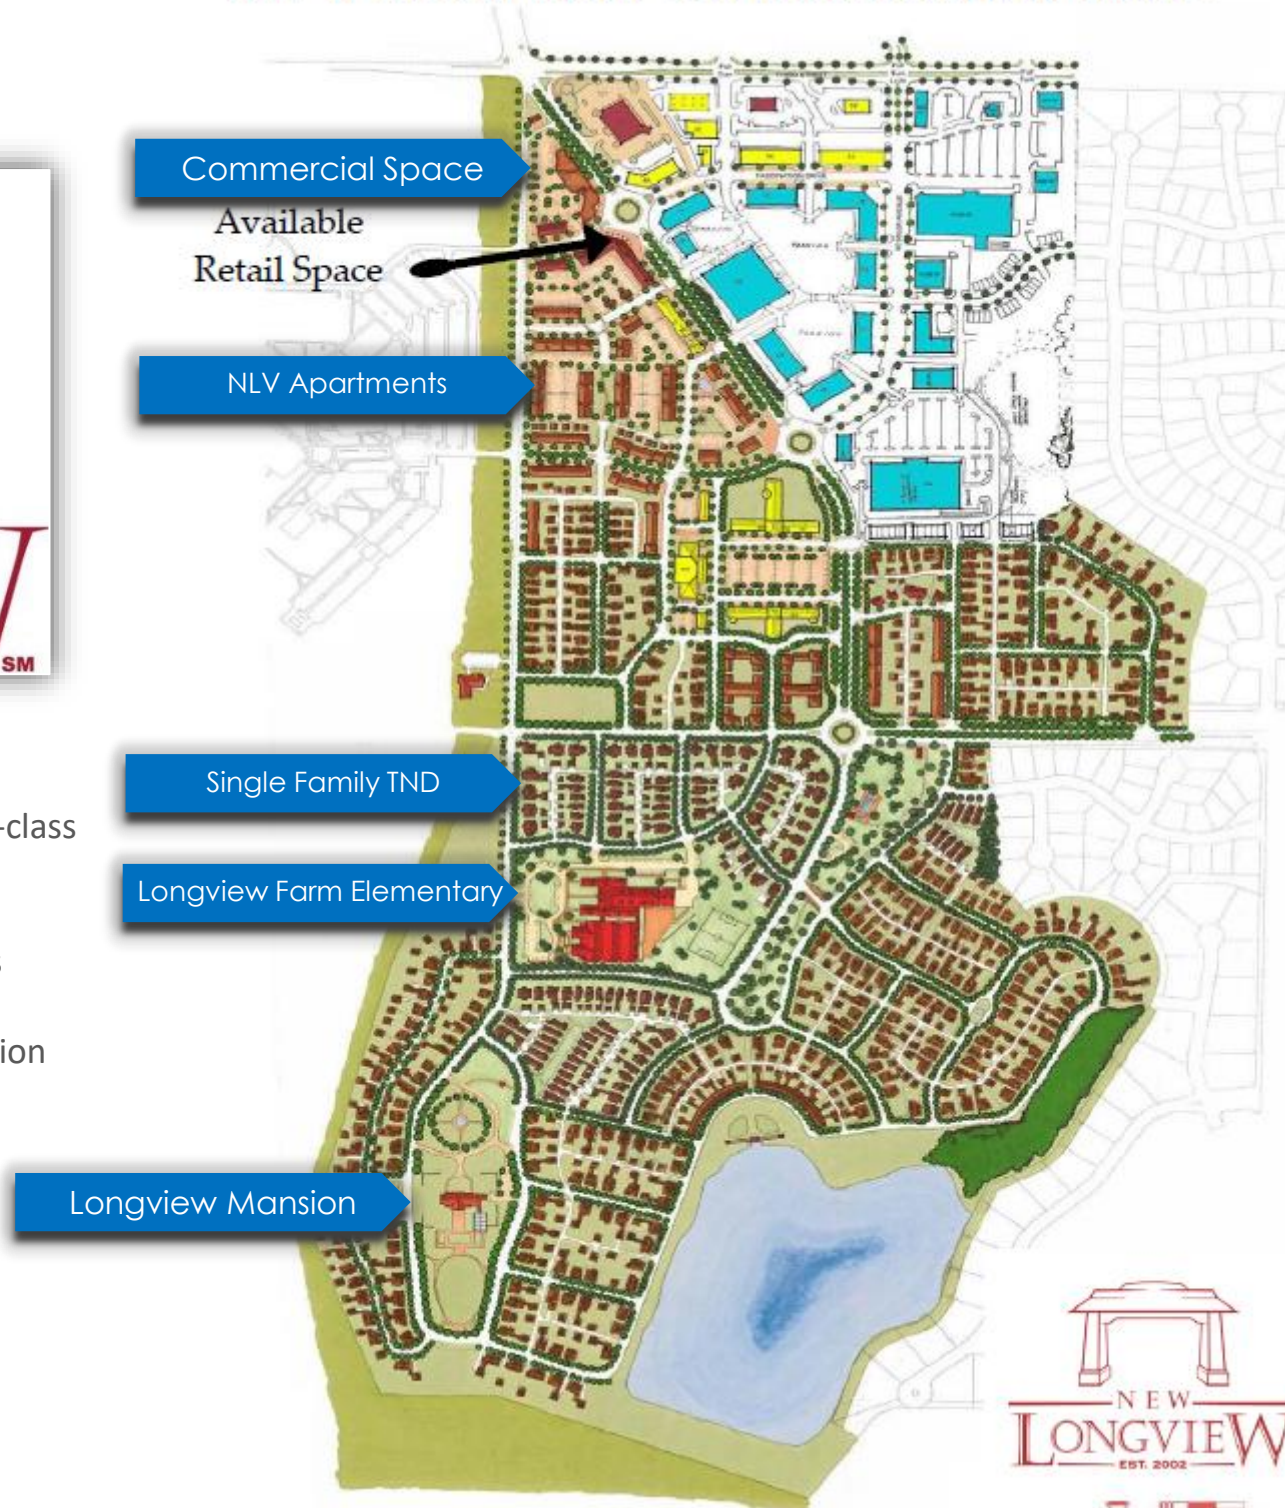 Commercial Space
Available
Retail Space
NLV Apartments
SM
Single Family TND
-class
Longview Farm Elementary
s
ion
Longview Mansion
NEW
LONGVIEW
EST. 2002